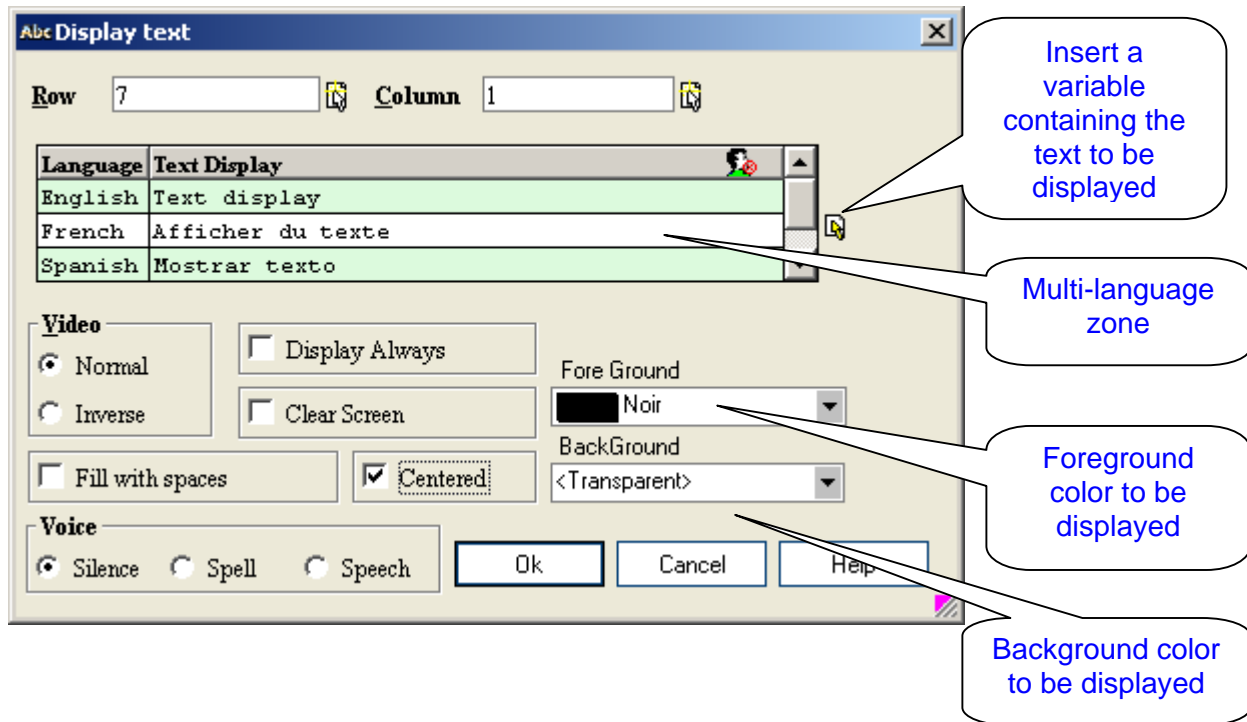 Abc Display text
Row 7 Column 1
Language Text Display
English Text display
French Afficher du texte
Spanish Mostrar texto
Video
Normal
Inverse
Display Always
Clear Screen
Fore Ground
Noir
BackGround
<Transparent>
Fill with spaces
Centered
Voice
Silence Spell Speech
Ok Cancel Help
Insert a
variable
containing the
text to be
displayed
Multi-language
zone
Foreground
color to be
displayed
Background color
to be displayed